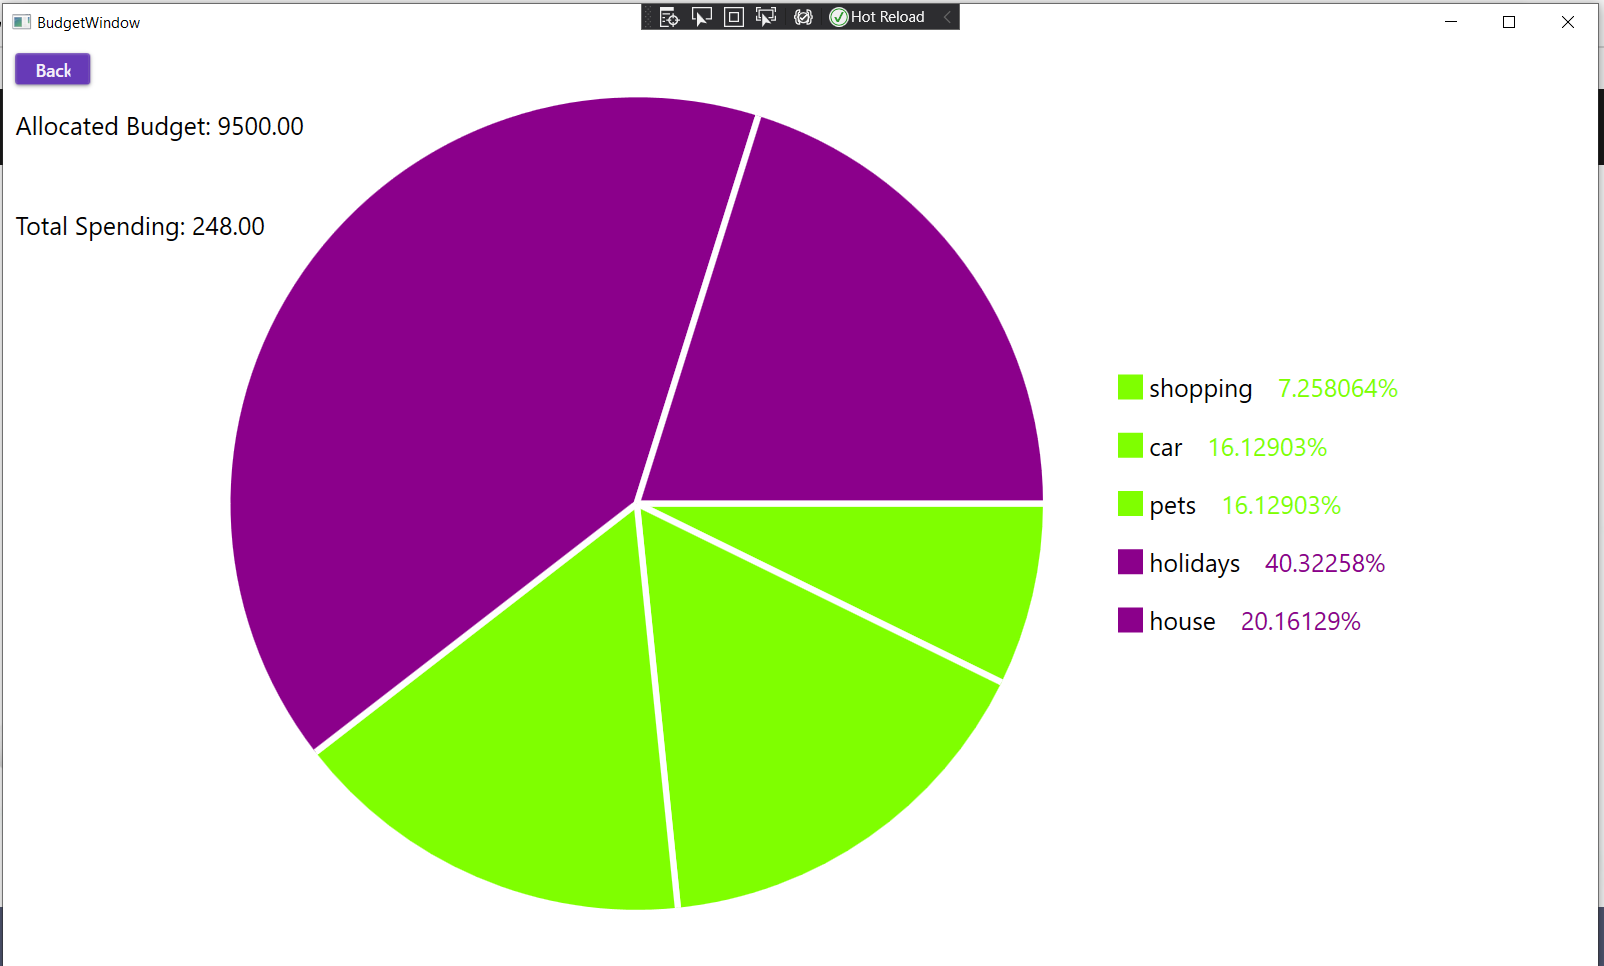 BudgetWindow
Hot Reload
Back
Allocated Budget: 9500.00
Total Spending: 248.00
shopping 7.258064%
car 16.12903%
pets 16.12903%
holidays 40.32258%
house 20.16129%